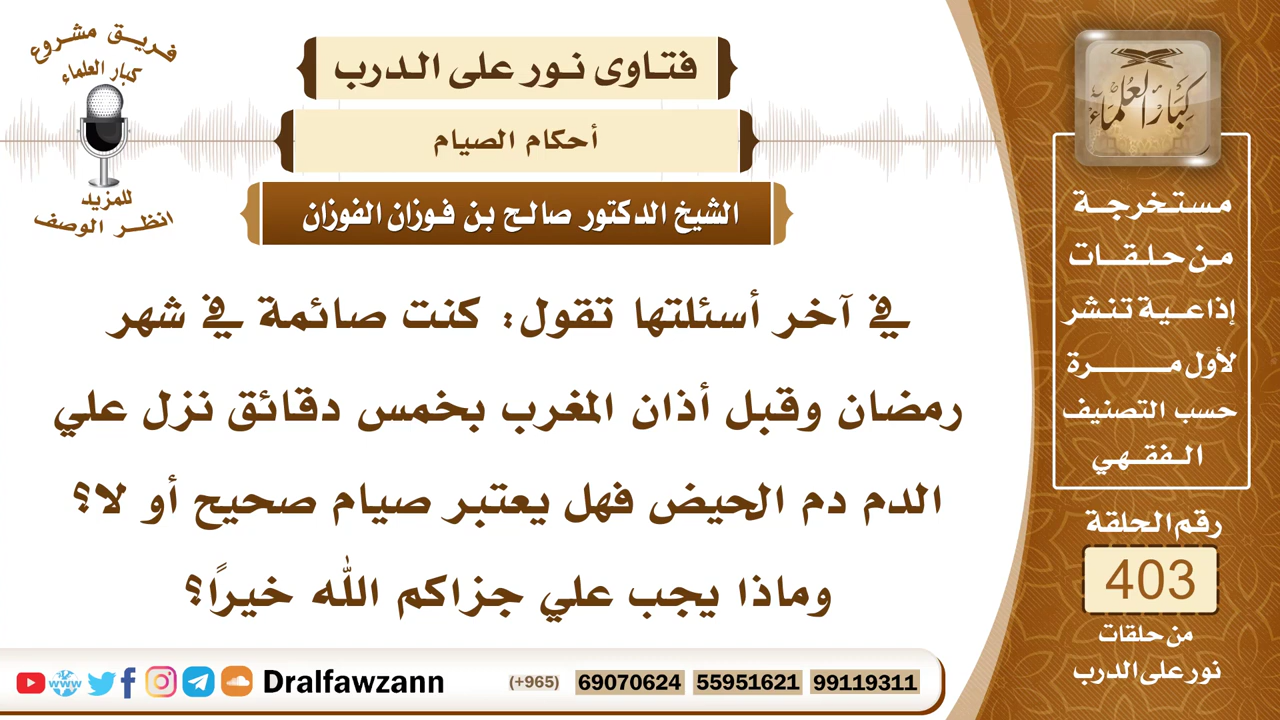 فريق مشروع
كبار العلماء
للمزيد
انظر الوصف
فتاوى نور على الدرب
أحكام الصيام
الشيخ الدكتور صالح بن فوزان الفوزان
في آخر أسئلتها تقول: كنت صائمة في شهر
رمضان وقبل أذان المغرب بخمس دقائق نزل علي
الدم دم الحيض فهل يعتبر صيام صحيح أو لا؟
وماذا يجب علي جزاكم الله خيرًا؟
كبار العلماء
مستخرجة
من حلقات
إذاعية تنشر
لأول مرة
حسب التصنيف
الفقهي
رقم الحلقة
403
من حلقات
نور على الدرب
www
Dralfawzann
(+965) 69070624 55951621 99119311